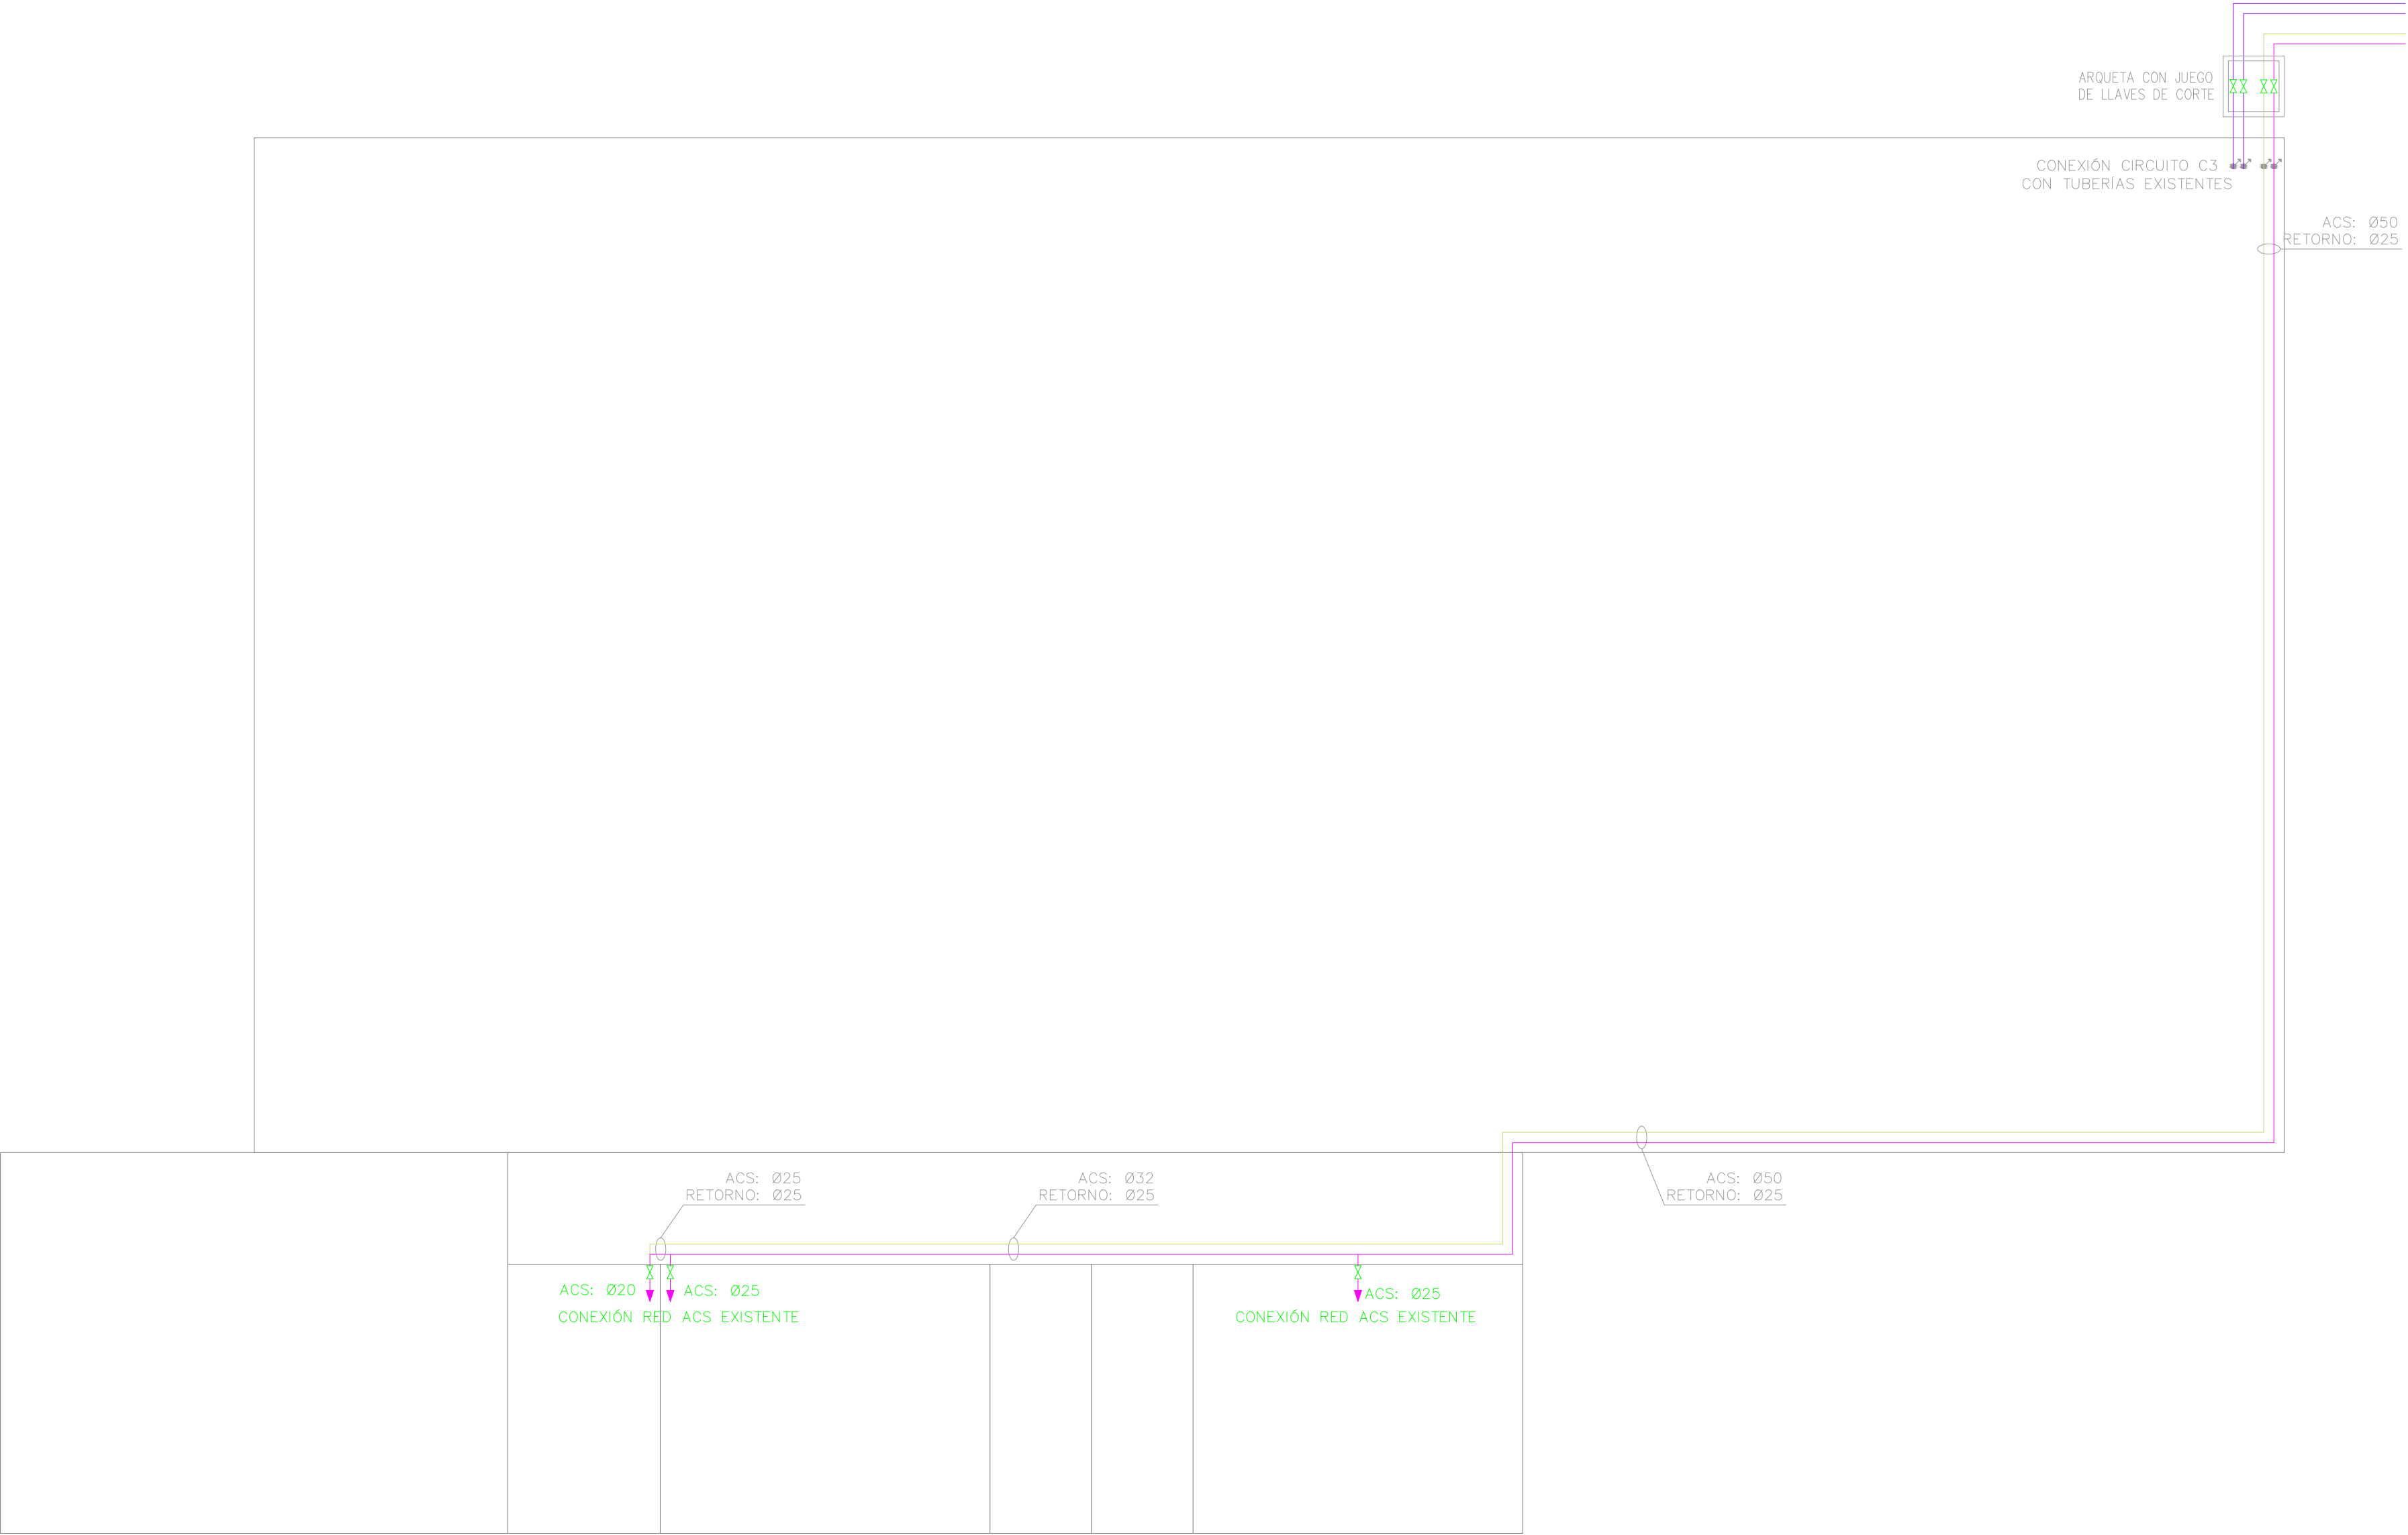 ARQUETA CON JUEGO
DE LLAVES DE CORTE
CONEXIÓN CIRCUITO C3
CON TUBERÍAS EXISTENTES
ACS: Ø50
RETORNO: Ø25
ACS: Ø25
RETORNO: Ø25
ACS: Ø32
RETORNO: Ø25
ACS: Ø50
RETORNO: Ø25
ACS: Ø20
ACS: Ø25
CONEXIÓN RED ACS EXISTENTE
ACS: Ø25
CONEXIÓN RED ACS EXISTENTE